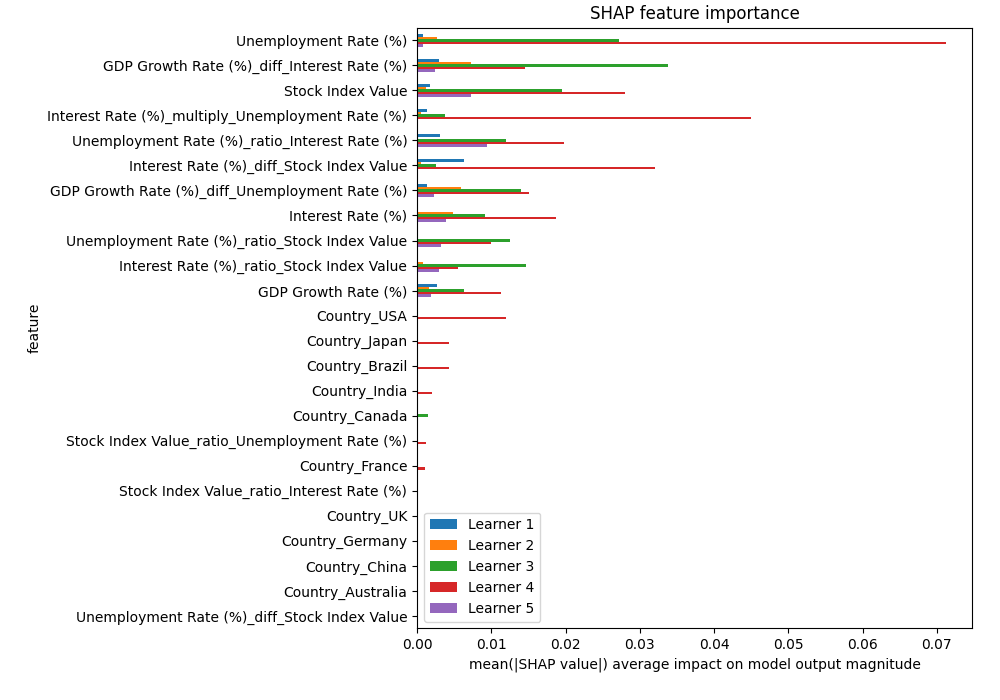 SHAP feature importance
Unemployment Rate (%)
GDP Growth Rate (%)_diff_Interest Rate (%)
Stock Index Value
Interest Rate (%)_multiply_Unemployment Rate (%)
Unemployment Rate (%)_ratio_Interest Rate (%)
Interest Rate (%)_diff_Stock Index Value
GDP Growth Rate (%)_diff_Unemployment Rate (%)
Interest Rate (%)
Unemployment Rate (%)_ratio_Stock Index Value
Interest Rate (%)_ratio_Stock Index Value
GDP Growth Rate (%)
Country_USA
Country_Japan
Country_Brazil
Country_India
Country_Canada
Stock Index Value_ratio_Unemployment Rate (%)
Country_France
Stock Index Value_ratio_Interest Rate (%)
Country_UK
Country_Germany
Country_China
Country_Australia
Unemployment Rate (%)_diff_Stock Index Value
feature
Learner 1
Learner 2
Learner 3
Learner 4
Learner 5
0.00 0.01 0.02 0.03 0.04 0.05 0.06 0.07
mean(|SHAP value|) average impact on model output magnitude